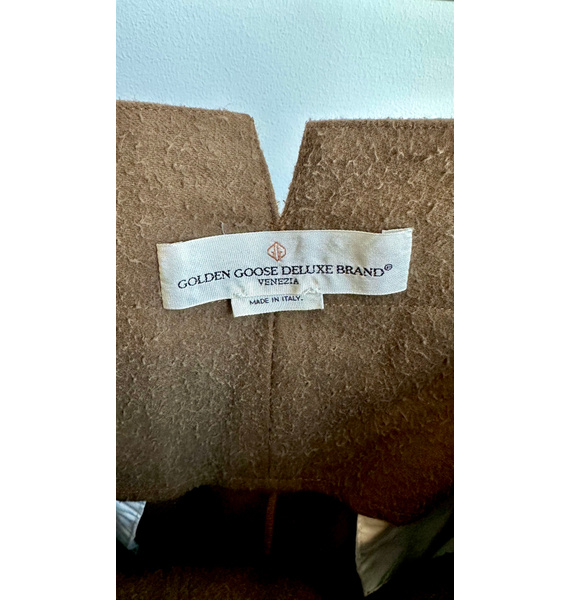 GOLDEN GOOSE DELUXE BRAND®
VENEZIA
MADE IN ITALY.